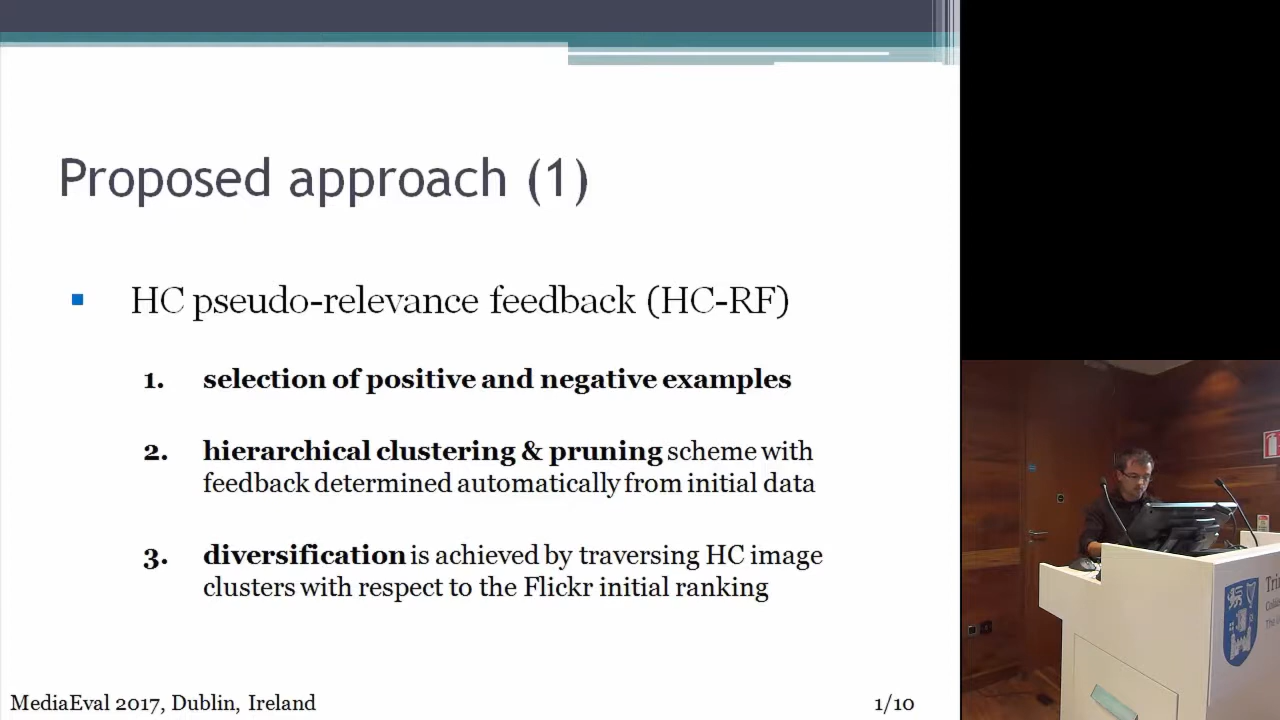 Proposed approach (1)
▪ HC pseudo-relevance feedback (HC-RF)
1. selection of positive and negative examples
2. hierarchical clustering & pruning scheme with
feedback determined automatically from initial data
3. diversification is achieved by traversing HC image
clusters with respect to the Flickr initial ranking
MediaEval 2017, Dublin, Ireland
1/10